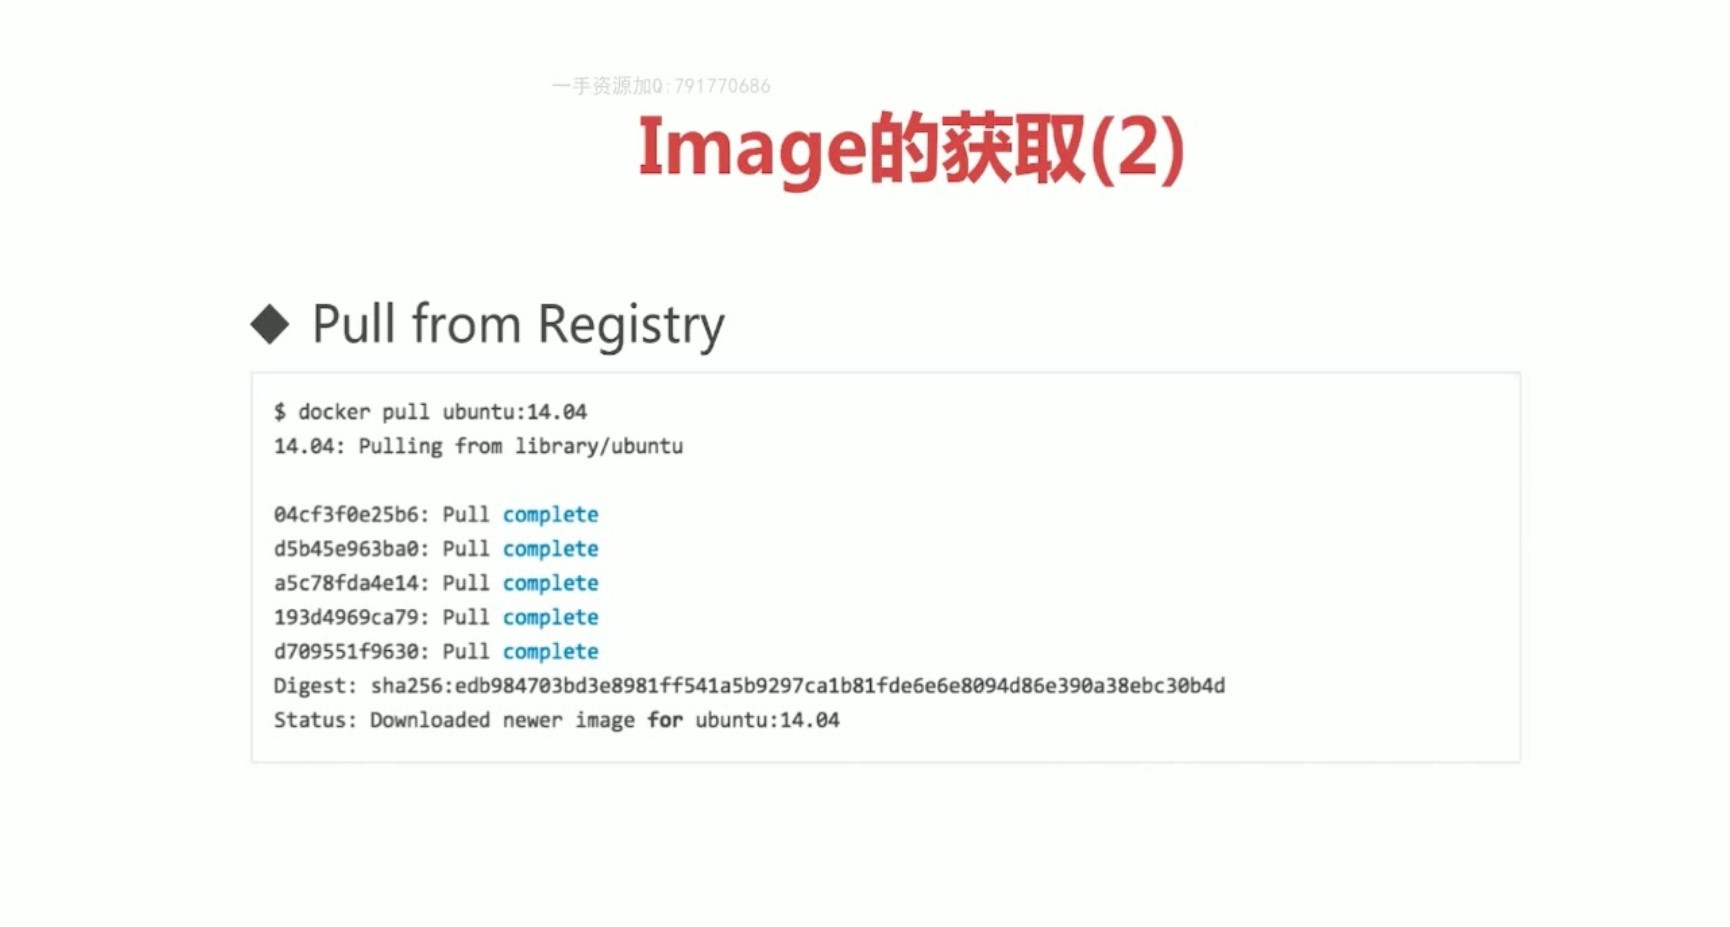 一手资源加Q:791770686
Image的获取(2)
◆ Pull from Registry
$ docker pull ubuntu:14.04
14.04: Pulling from library/ubuntu
04cf3f0e25b6: Pull complete
d5b45e963ba0: Pull complete
a5c78fda4e14: Pull complete
193d4969ca79: Pull complete
d709551f9630: Pull complete
Digest: sha256:edb984703bd3e8981ff541a5b9297ca1b81fde6e6e8094d86e390a38ebc30b4d
Status: Downloaded newer image for ubuntu:14.04